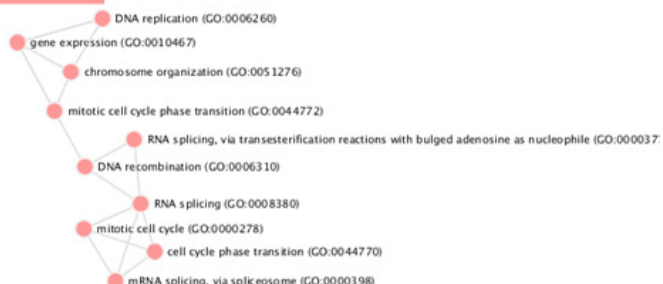 DNA replication (GO:0006260)
gene expression (GO:0010467)
chromosome organization (GO:0051276)
mitotic cell cycle phase transition (GO:0044772)
RNA splicing, via transesterification reactions with bulged adenosine as nucleophile (GO:000037
DNA recombination (GO:0006310)
RNA splicing (GO:0008380)
mitotic cell cycle (GO:0000278)
cell cycle phase transition (GO:0044770)
mRNA splicing, via spliceosome (GO:0000398)